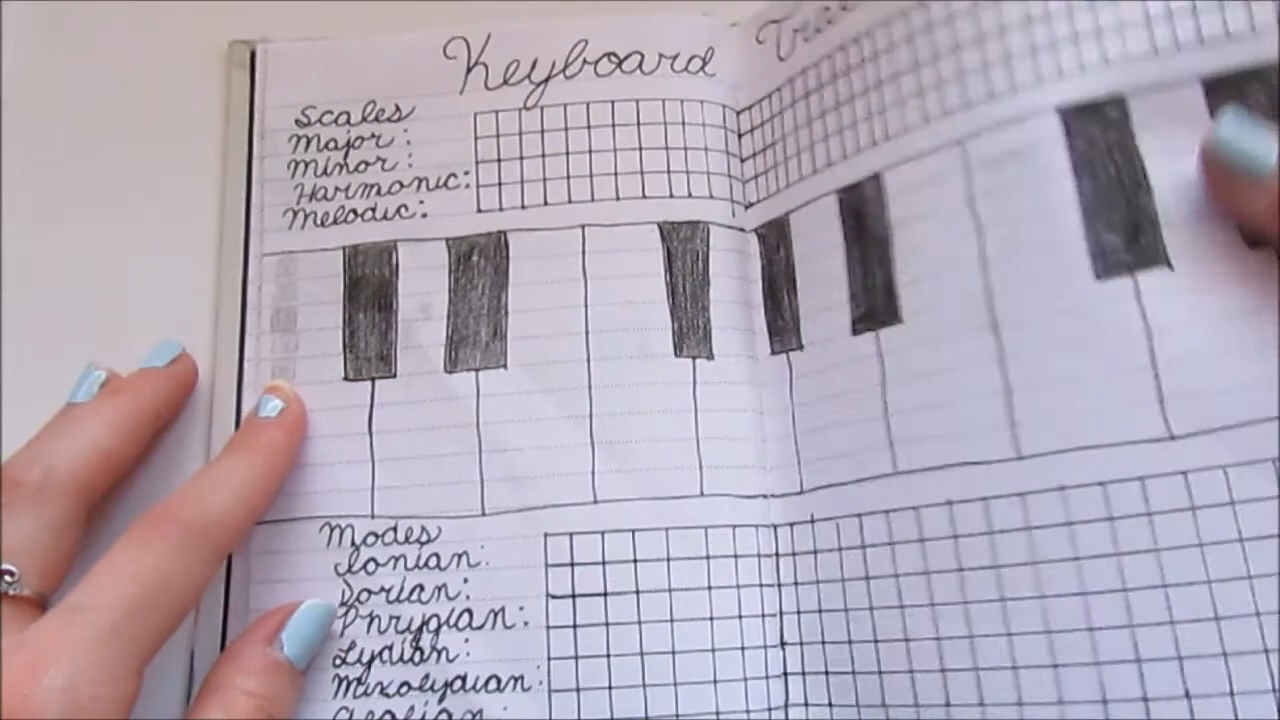 Keyboard
Scales
Major:
Minor:
Harmonic:
Melodic:
Modes
Ionian:
Dorian:
Phrygian:
Lydian:
Mixolydian: